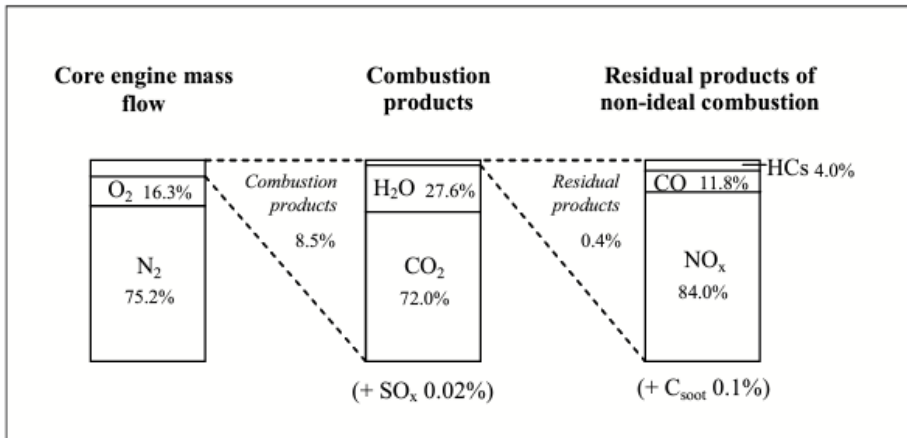 Core engine mass
flow
Combustion
products
Residual products of
non-ideal combustion
O₂ 16.3%
N₂
75.2%
Combustion
products
8.5%
H₂O 27.6%
CO₂
72.0%
(+ SOₓ 0.02%)
Residual
products
0.4%
HCs 4.0%
CO 11.8%
NOₓ
84.0%
(+ Csoot 0.1%)